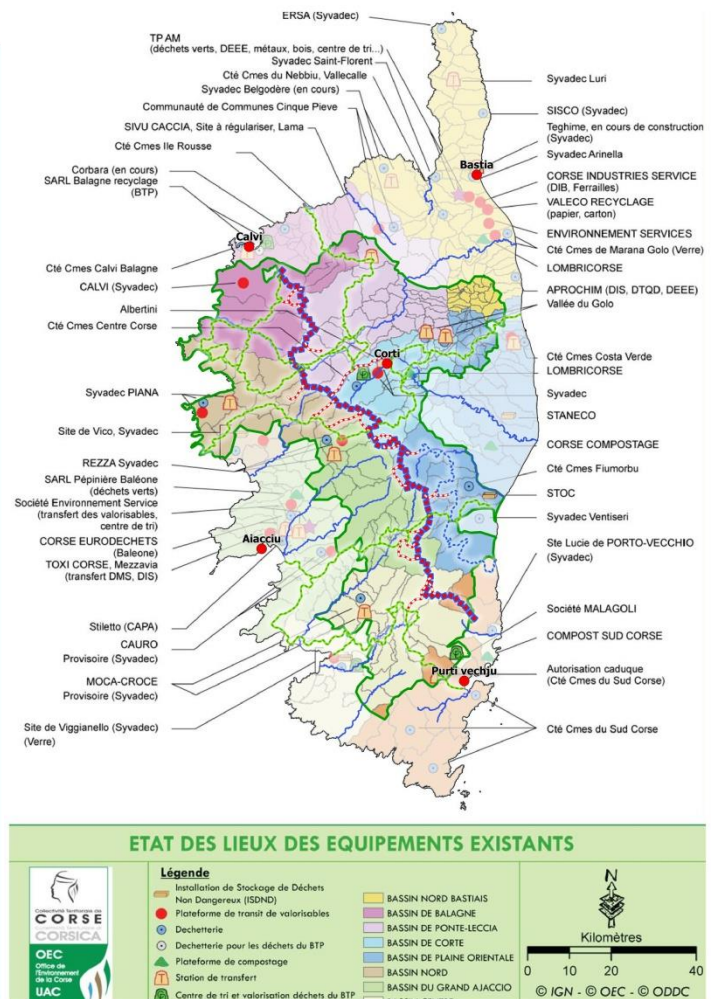 ERSA (Syvadec)
TP AM
(déchets verts, DEEE, métaux, bois, centre de tri...)
Syvadec Saint-Florent
Cté Cmes du Nebbiu, Vallecalle
Syvadec Belgodère (en cours)
Communauté de Communes Cinque Pieve
SIVU CACCIA, Site à régulariser, Lama
Cté Cmes Ile Rousse
Corbara (en cours)
SARL Balagne recyclage
(BTP)
Calvi
Cté Cmes Calvi Balagne
CALVI (Syvadec)
Albertini
Cté Cmes Centre Corse
Syvadec PIANA
Site de Vico, Syvadec
REZZA Syvadec
SARL Pépinière Baléone
(déchets verts)
Société Environnement Service
(transfert des valorisables,
centre de tri)
CORSE EURODECHETS
(Baleone)
Aiacciu
TOXI CORSE, Mezzavia
(transfert DMS, DIS)
Stiletto (CAPA)
CAURO
Provisoire (Syvadec)
MOCA-CROCE
Provisoire (Syvadec)
Site de Viggianello (Syvadec)
(Verre)
Syvadec Luri
SISCO (Syvadec)
Teghime, en cours de construction
(Syvadec)
Bastia
Syvadec Arinella
CORSE INDUSTRIES SERVICE
(DIB, Ferrailles)
VALECO RECYCLAGE
(papier, carton)
ENVIRONNEMENT SERVICES
Cté Cmes de Marana Golo (Verre)
LOMBRICORSE
APROCHIM (DIS, DTQD, DEEE)
Vallée du Golo
Corti
Cté Cmes Costa Verde
LOMBRICORSE
Syvadec
STANECO
CORSE COMPOSTAGE
Cté Cmes Fiumorbu
STOC
Syvadec Ventiseri
Ste Lucie de PORTO-VECCHIO
(Syvadec)
Société MALAGOLI
COMPOST SUD CORSE
Purti vechju
Autorisation caduque
(Cté Cmes du Sud Corse)
Cté Cmes du Sud Corse
ETAT DES LIEUX DES EQUIPEMENTS EXISTANTS
CORSE
CORSICA
OEC
Office de
l'Environnement
de la Corse
UAC
Légende
Installation de Stockage de Déchets
Non Dangereux (ISDND)
Plateforme de transit de valorisables
Dechetterie
Dechetterie pour les déchets du BTP
Plateforme de compostage
Station de transfert
Centre de tri et valorisation déchets du BTP
BASSIN NORD BASTIAIS
BASSIN DE BALAGNE
BASSIN DE PONTE-LECCIA
BASSIN DE CORTE
BASSIN DE PLAINE ORIENTALE
BASSIN NORD
BASSIN DU GRAND AJACCIO
N
Kilomètres
0 10 20 40
© IGN - © OEC - © ODDC